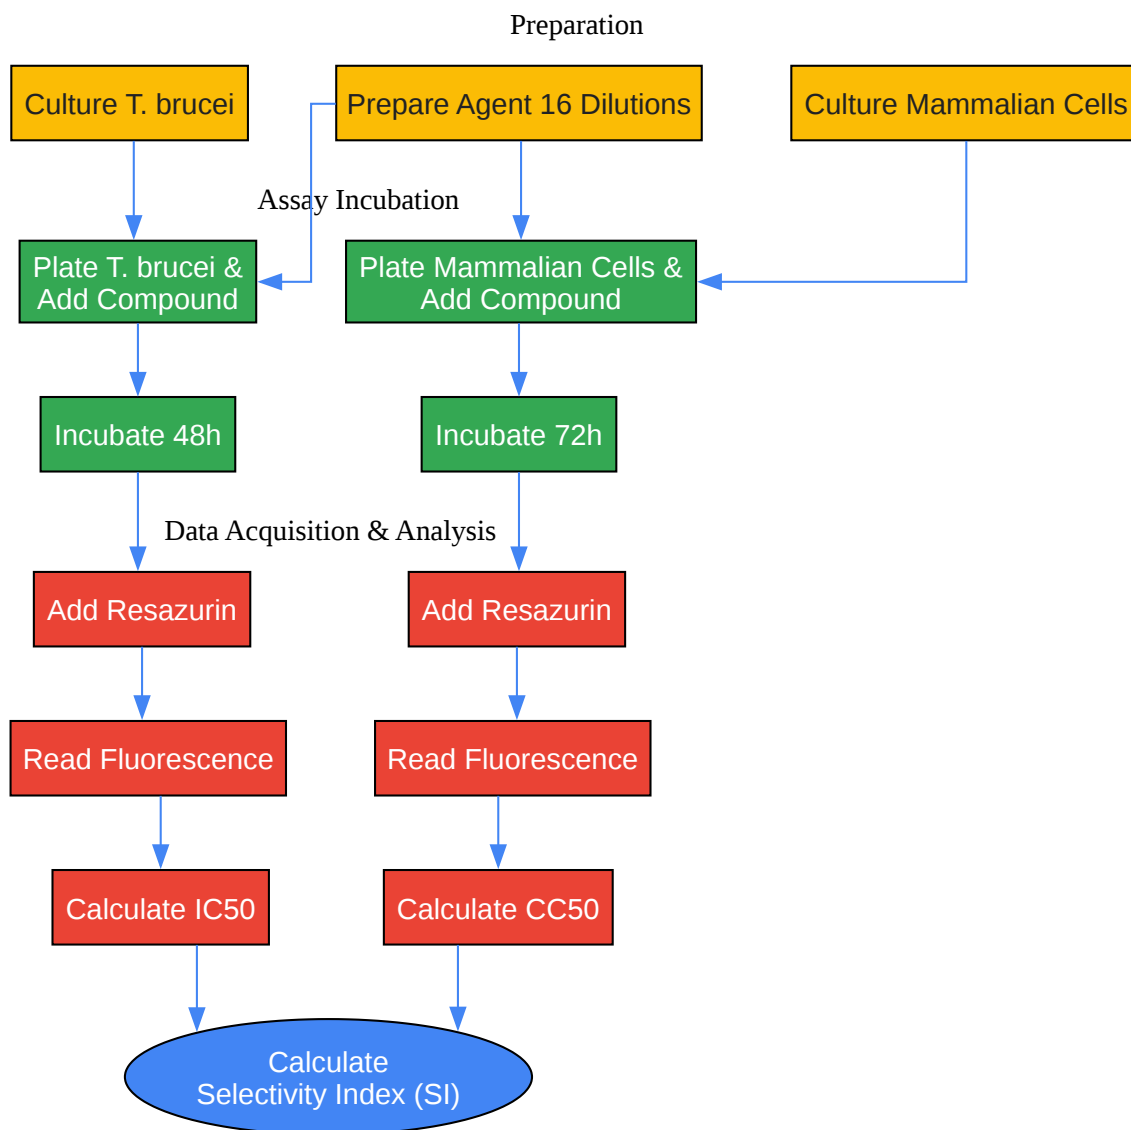 Preparation
Culture T. brucei
Prepare Agent 16 Dilutions
Culture Mammalian Cells
Assay Incubation
Plate T. brucei &
Add Compound
Plate Mammalian Cells &
Add Compound
Incubate 48h
Incubate 72h
Data Acquisition & Analysis
Add Resazurin
Add Resazurin
Read Fluorescence
Read Fluorescence
Calculate IC50
Calculate CC50
Calculate
Selectivity Index (SI)